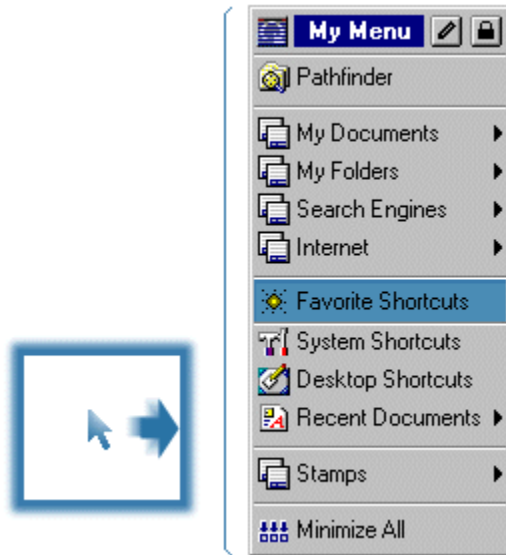 My Menu
Pathfinder
My Documents
My Folders
Search Engines
Internet
Favorite Shortcuts
System Shortcuts
Desktop Shortcuts
Recent Documents
Stamps
Minimize All